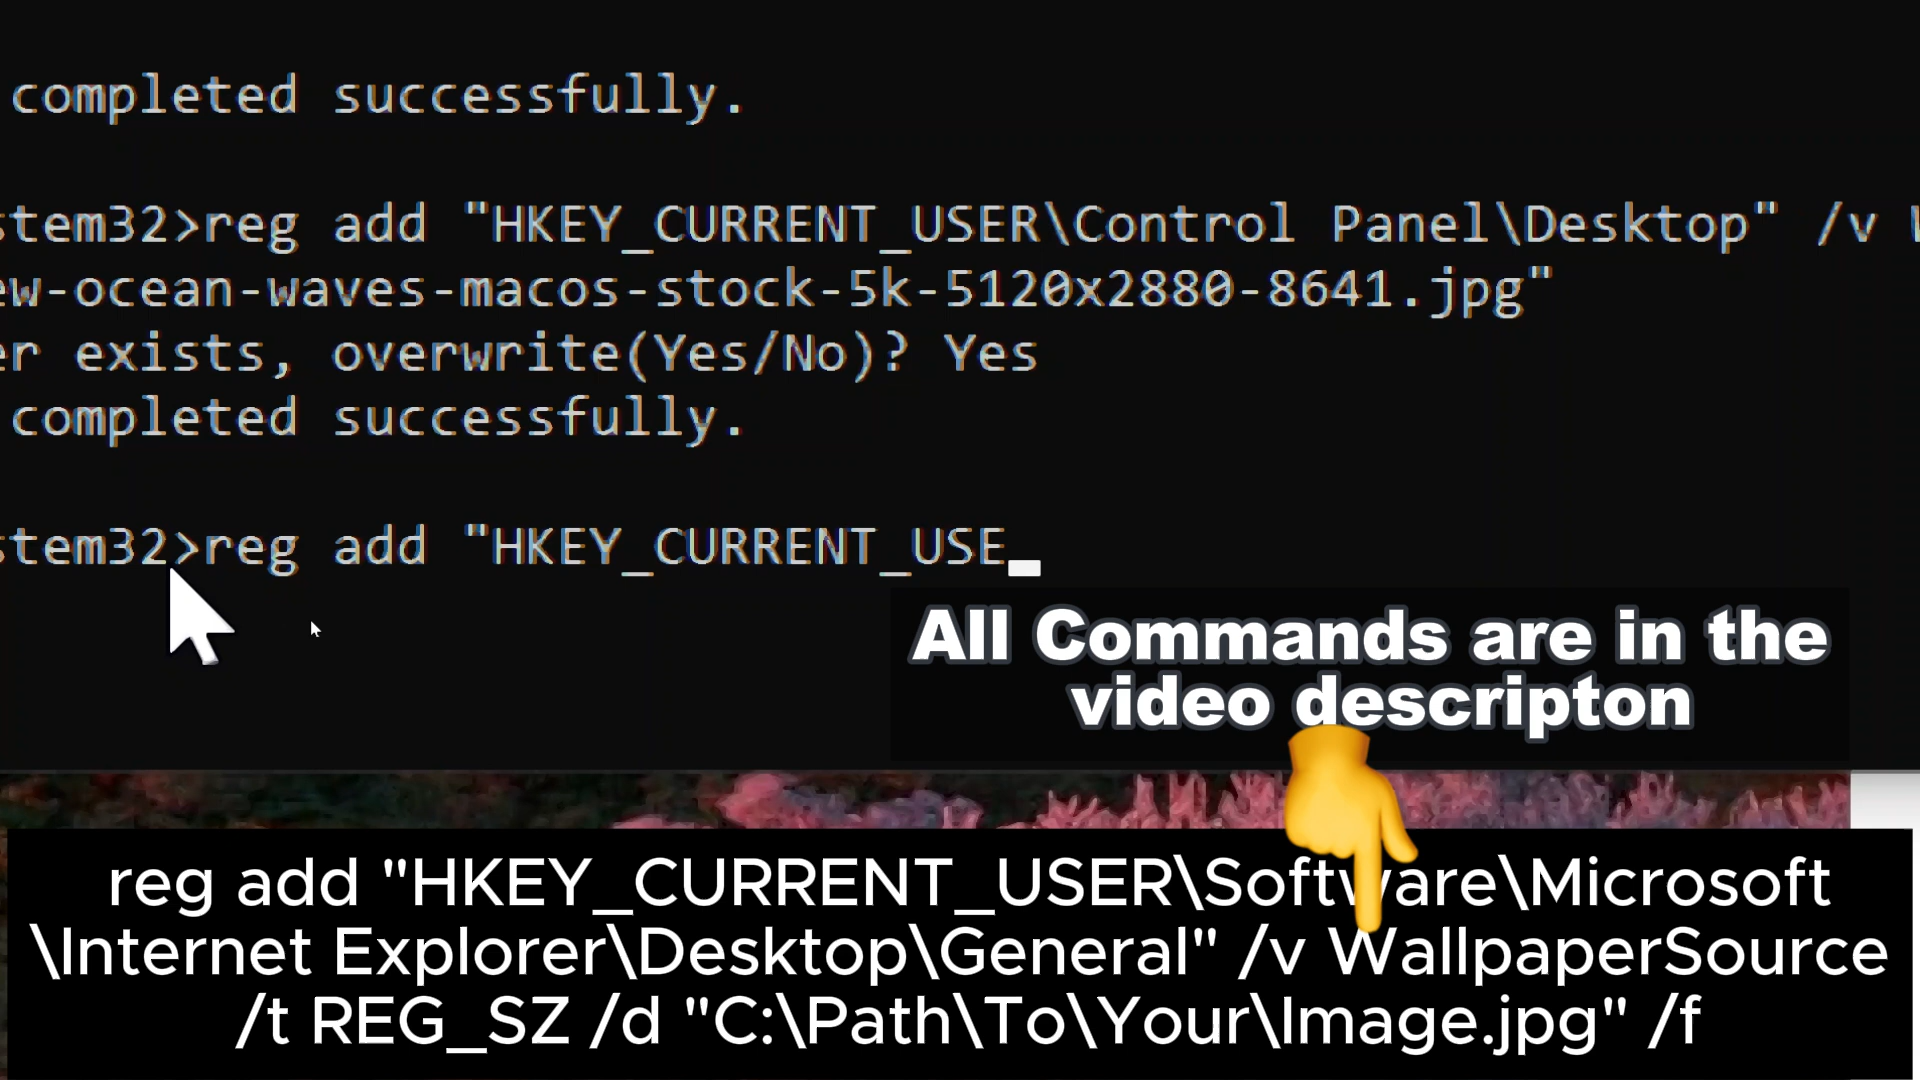 completed successfully.
stem32>reg add "HKEY_CURRENT_USER\Control Panel\Desktop" /v
ew-ocean-waves-macos-stock-5k-5120x2880-8641.jpg"
er exists, overwrite(Yes/No)? Yes
completed successfully.
stem32>reg add "HKEY_CURRENT_USE
All Commands are in the
video descripton
reg add "HKEY_CURRENT_USER\Software\Microsoft
\Internet Explorer\Desktop\General" /v WallpaperSource
/t REG_SZ /d "C:\Path\To\Your\Image.jpg" /f